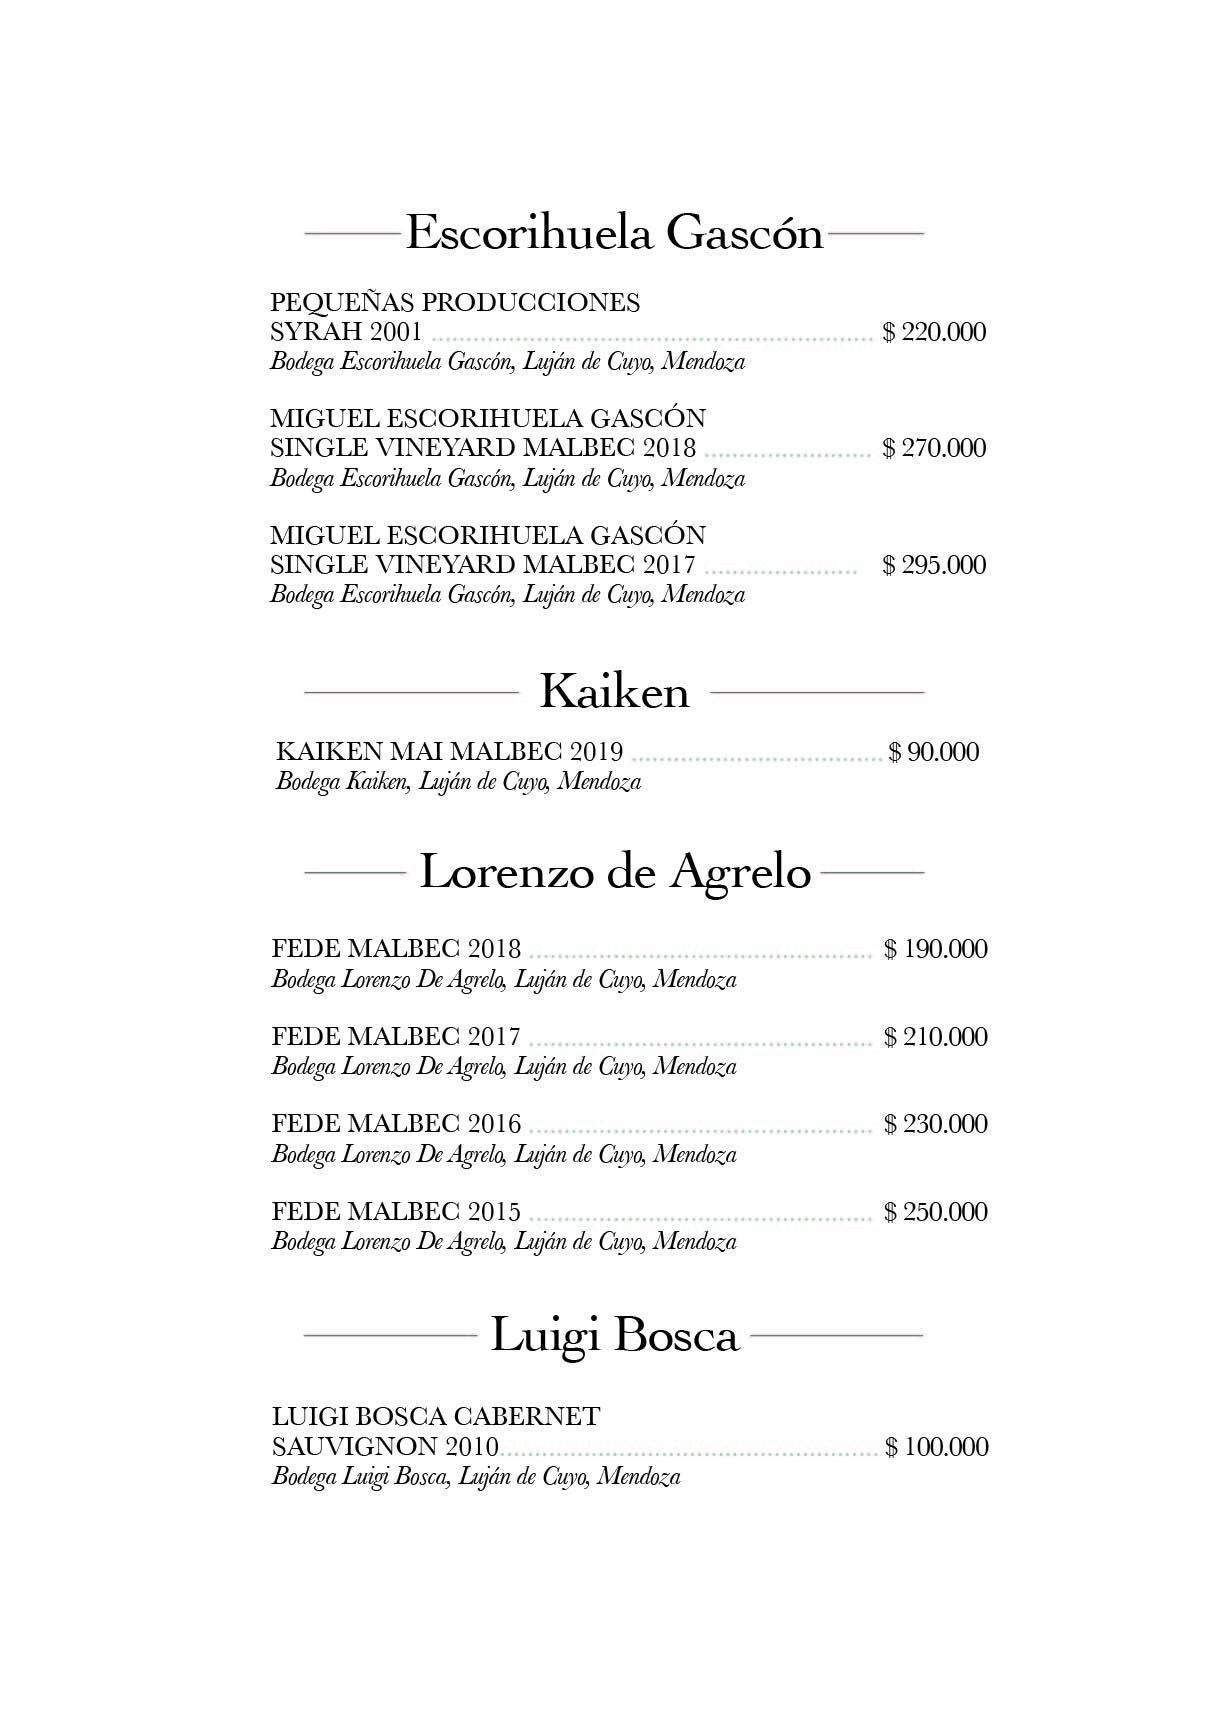 Escorihuela Gascón
PEQUEÑAS PRODUCCIONES
SYRAH 2001 $ 220.000
Bodega Escorihuela Gascón, Luján de Cuyo, Mendoza
MIGUEL ESCORIHUELA GASCÓN
SINGLE VINEYARD MALBEC 2018 $ 270.000
Bodega Escorihuela Gascón, Luján de Cuyo, Mendoza
MIGUEL ESCORIHUELA GASCÓN
SINGLE VINEYARD MALBEC 2017 $ 295.000
Bodega Escorihuela Gascón, Luján de Cuyo, Mendoza
Kaiken
KAIKEN MAI MALBEC 2019 $ 90.000
Bodega Kaiken, Luján de Cuyo, Mendoza
Lorenzo de Agrelo
FEDE MALBEC 2018 $ 190.000
Bodega Lorenzo De Agrelo, Luján de Cuyo, Mendoza
FEDE MALBEC 2017 $ 210.000
Bodega Lorenzo De Agrelo, Luján de Cuyo, Mendoza
FEDE MALBEC 2016 $ 230.000
Bodega Lorenzo De Agrelo, Luján de Cuyo, Mendoza
FEDE MALBEC 2015 $ 250.000
Bodega Lorenzo De Agrelo, Luján de Cuyo, Mendoza
Luigi Bosca
LUIGI BOSCA CABERNET
SAUVIGNON 2010 $ 100.000
Bodega Luigi Bosca, Luján de Cuyo, Mendoza